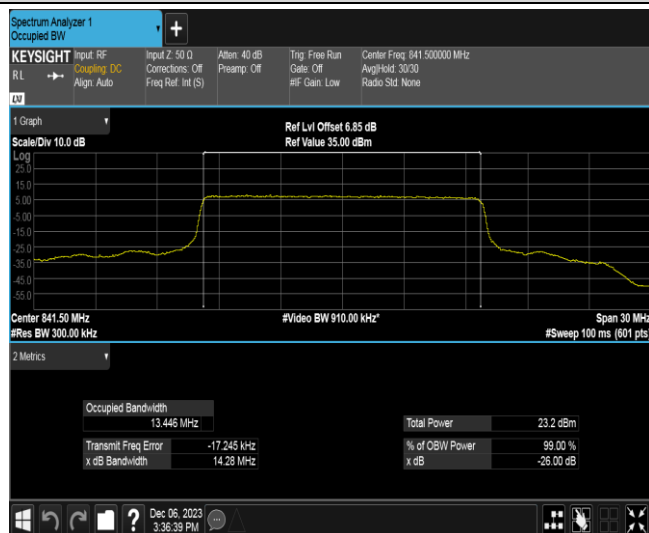 Spectrum Analyzer 1
Occupied BW
+
KEYSIGHT Input: RF Input Z: 50 Ω Atten: 40 dB Trig: Free Run Center Freq: 841.500000 MHz
RL Coupling: DC Corrections: Off Preamp: Off Gate: Off Avg|Hold: 30/30
Align: Auto Freq Ref: Int (S) #IF Gain: Low Radio Std: None
LXI
1 Graph
Ref Lvl Offset 6.85 dB
Scale/Div 10.0 dB Ref Value 35.00 dBm
Log
25.0
15.0
5.00
-5.00
-15.0
-25.0
-35.0
-45.0
-55.0
Center 841.50 MHz #Video BW 910.00 kHz* Span 30 MHz
#Res BW 300.00 kHz #Sweep 100 ms (601 pts)
2 Metrics
Occupied Bandwidth
13.446 MHz Total Power 23.2 dBm
Transmit Freq Error -17.245 kHz % of OBW Power 99.00 %
x dB Bandwidth 14.28 MHz x dB -26.00 dB
? Dec 06, 2023
3:36:39 PM